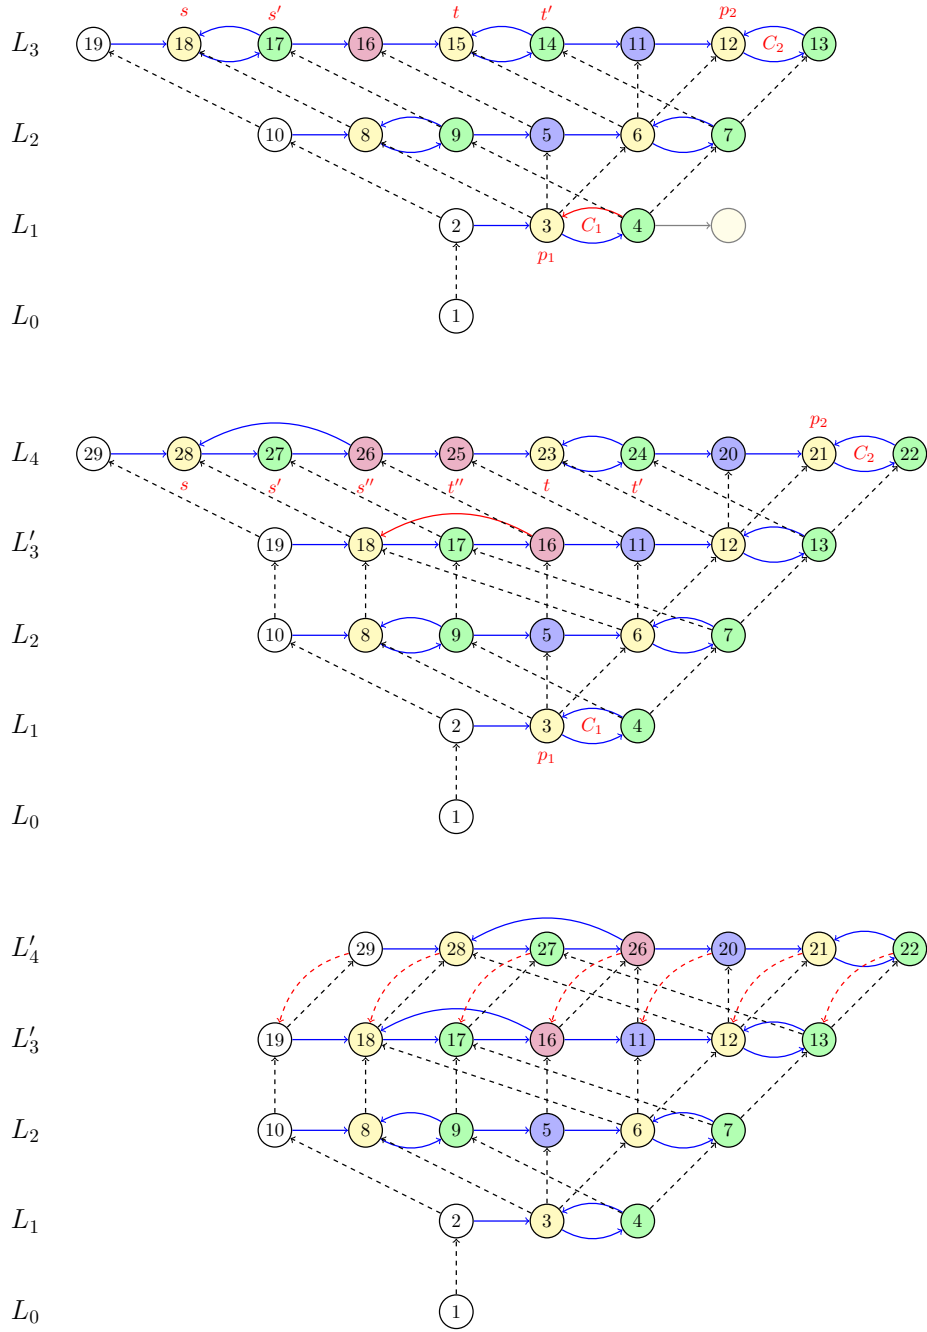 s s′ t t′ p₂
L₃ 19 18 17 16 15 14 11 12 C₂ 13
L₂ 10 8 9 5 6 7
L₁ 2 3 C₁ 4
p₁
L₀ 1
p₂
L₄ 29 28 27 26 25 23 24 20 21 C₂ 22
s s′ s″ t″ t t′
L′₃ 19 18 17 16 11 12 13
L₂ 10 8 9 5 6 7
L₁ 2 3 C₁ 4
p₁
L₀ 1
L′₄ 29 28 27 26 20 21 22
L′₃ 19 18 17 16 11 12 13
L₂ 10 8 9 5 6 7
L₁ 2 3 4
L₀ 1